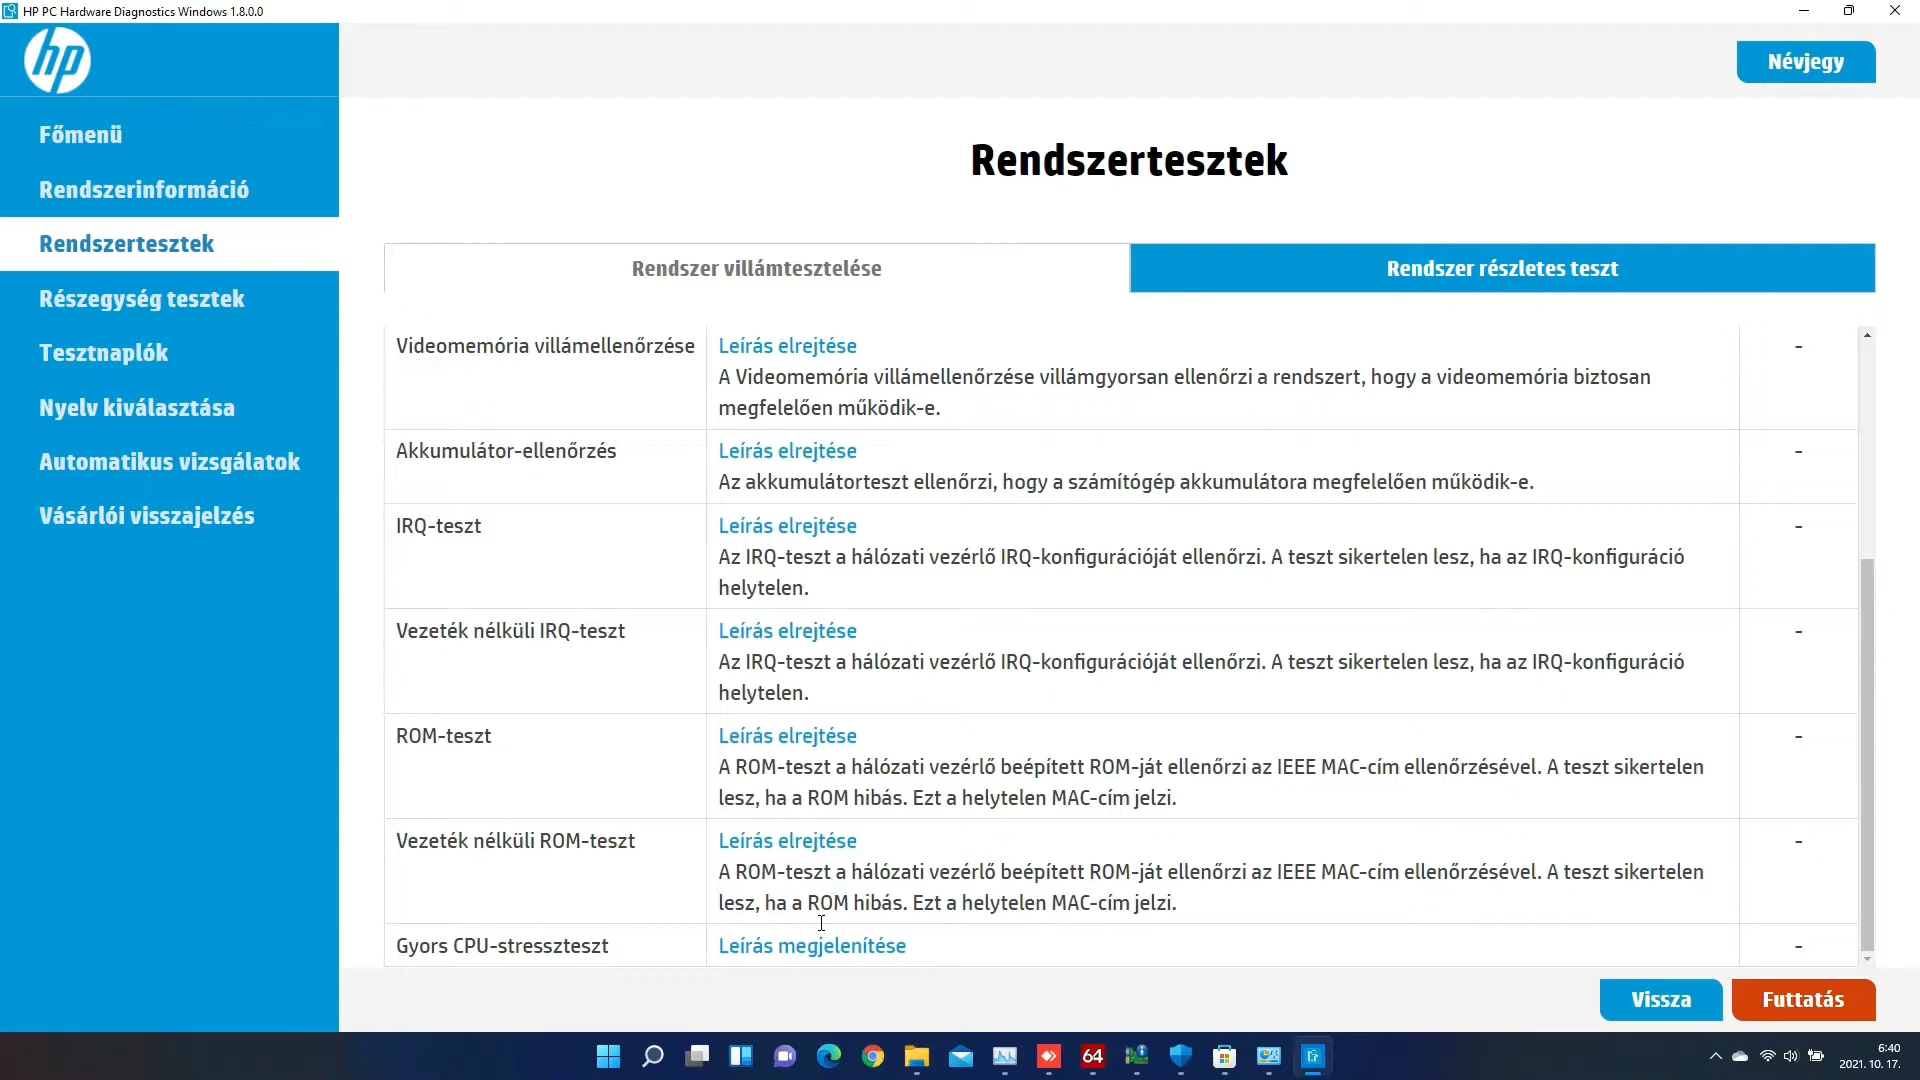 HP PC Hardware Diagnostics Windows 1.8.0.0
hp
Névjegy
Főmenü
Rendszerinformáció
Rendszertesztek
Részegység tesztek
Tesztnaplók
Nyelv kiválasztása
Automatikus vizsgálatok
Vásárlói visszajelzés
Rendszertesztek
Rendszer villámtesztelése
Rendszer részletes teszt
Videomemória villámellenőrzése
Leírás elrejtése
-
A Videomemória villámellenőrzése villámgyorsan ellenőrzi a rendszert, hogy a videomemória biztosan
megfelelően működik-e.
Akkumulátor-ellenőrzés
Leírás elrejtése
-
Az akkumulátorteszt ellenőrzi, hogy a számítógép akkumulátora megfelelően működik-e.
IRQ-teszt
Leírás elrejtése
-
Az IRQ-teszt a hálózati vezérlő IRQ-konfigurációját ellenőrzi. A teszt sikertelen lesz, ha az IRQ-konfiguráció
helytelen.
Vezeték nélküli IRQ-teszt
Leírás elrejtése
-
Az IRQ-teszt a hálózati vezérlő IRQ-konfigurációját ellenőrzi. A teszt sikertelen lesz, ha az IRQ-konfiguráció
helytelen.
ROM-teszt
Leírás elrejtése
-
A ROM-teszt a hálózati vezérlő beépített ROM-ját ellenőrzi az IEEE MAC-cím ellenőrzésével. A teszt sikertelen
lesz, ha a ROM hibás. Ezt a helytelen MAC-cím jelzi.
Vezeték nélküli ROM-teszt
Leírás elrejtése
-
A ROM-teszt a hálózati vezérlő beépített ROM-ját ellenőrzi az IEEE MAC-cím ellenőrzésével. A teszt sikertelen
lesz, ha a ROM hibás. Ezt a helytelen MAC-cím jelzi.
Gyors CPU-stresszteszt
Leírás megjelenítése
-
Vissza
Futtatás
64
6:40
2021. 10. 17.